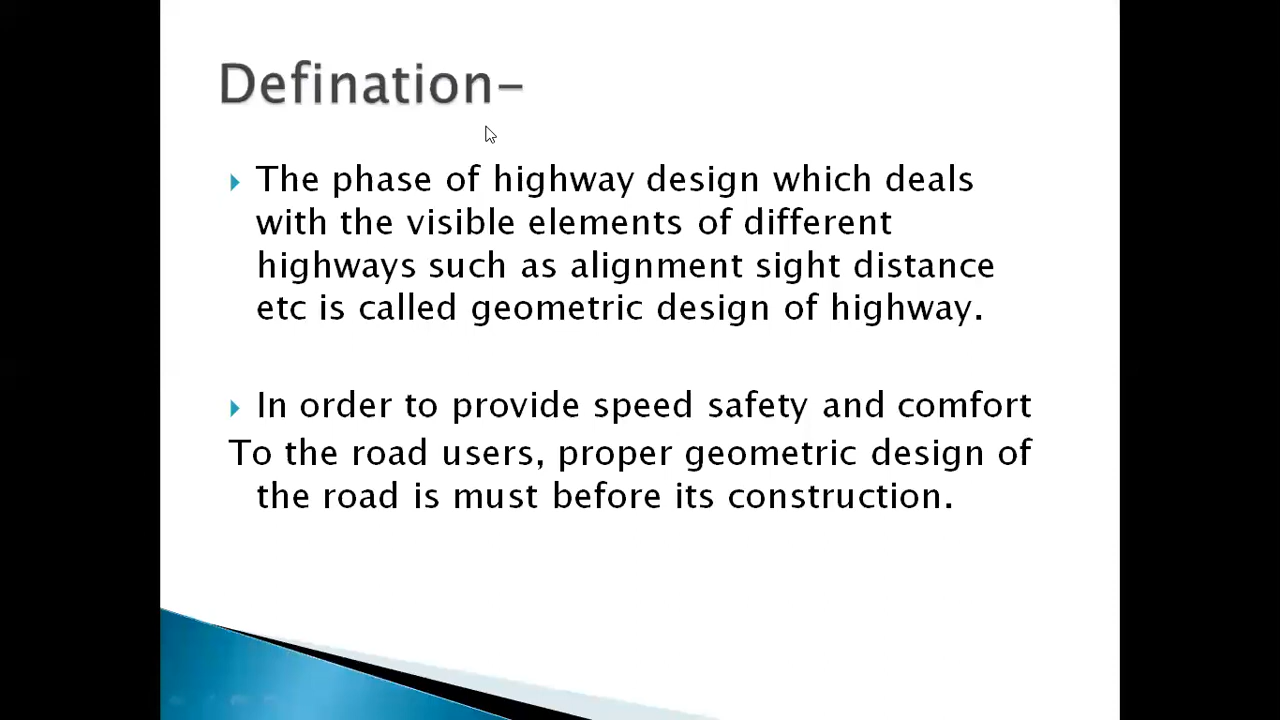 Defination-
The phase of highway design which deals
with the visible elements of different
highways such as alignment sight distance
etc is called geometric design of highway.
In order to provide speed safety and comfort
To the road users, proper geometric design of
the road is must before its construction.